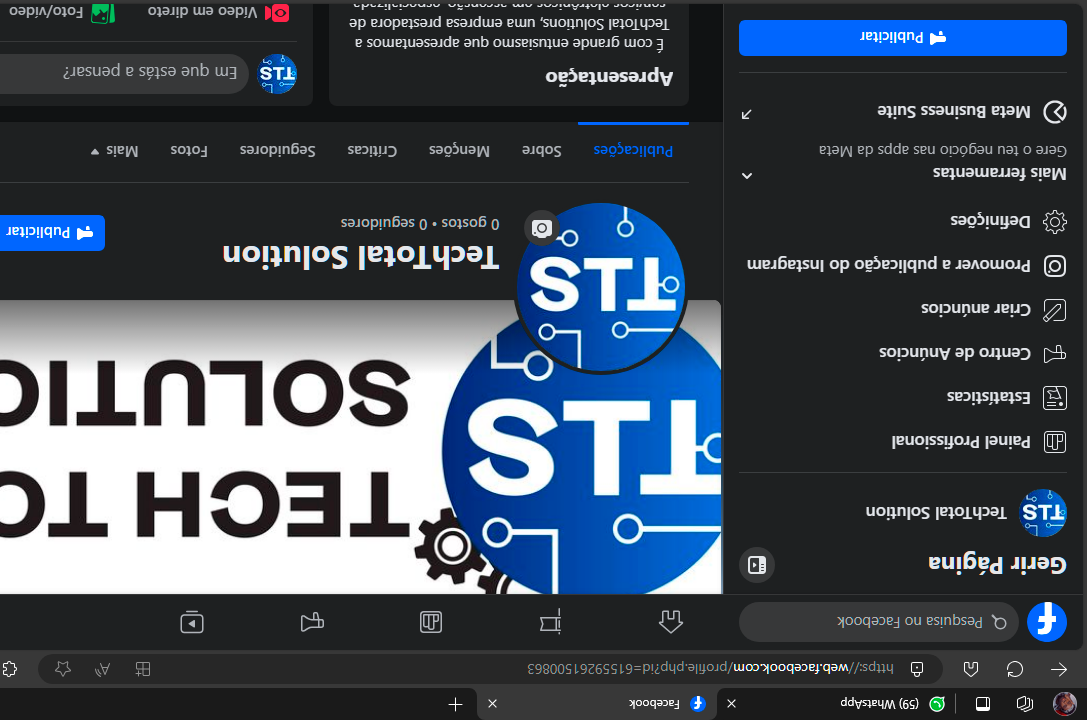 (59) WhatsApp
Facebook
https://web.facebook.com/profile.php?id=61559261500863
Pesquisa no Facebook
Gerir Página
TechTotal Solution
Painel Profissional
Estatísticas
Centro de Anúncios
Criar anúncios
Promover a publicação do Instagram
Definições
Mais ferramentas
Gere o teu negócio nas apps da Meta
Meta Business Suite
Publicitar
STT
TECH TO
SOLUTIO
STT
TechTotal Solution
0 gostos • 0 seguidores
Publicitar
Publicações
Sobre
Menções
Críticas
Seguidores
Fotos
Mais
Apresentação
É com grande entusiasmo que apresentamos a
TechTotal Solutions, uma empresa prestadora de
serviços eletrônicos em ascensão, especializada
STT
Em que estás a pensar?
Vídeo em direto
Foto/vídeo